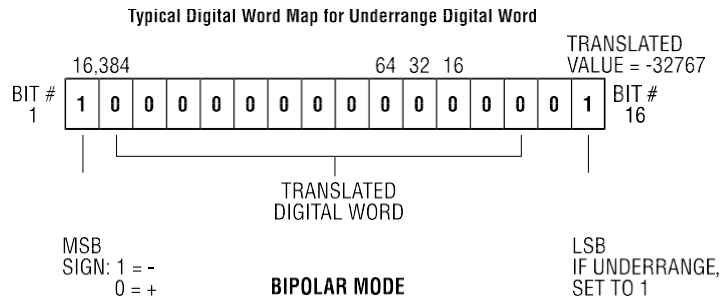 Typical Digital Word Map for Underrange Digital Word
TRANSLATED
VALUE = -32767
16,384 64 32 16
BIT #
1
1 0 0 0 0 0 0 0 0 0 0 0 0 0 0 1
BIT #
16
TRANSLATED
DIGITAL WORD
MSB
SIGN: 1 = -
0 = +
BIPOLAR MODE
LSB
IF UNDERRANGE,
SET TO 1